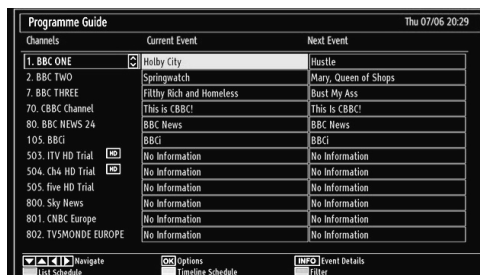 Programme Guide Thu 07/06 20:29
Channels Current Event Next Event
1. BBC ONE Holby City Hustle
2. BBC TWO Springwatch Mary, Queen of Shops
7. BBC THREE Filthy Rich and Homeless Bust My Ass
70. CBBC Channel This is CBBC! This Is CBBC!
80. BBC NEWS 24 BBC News BBC News
105. BBCi BBCi BBCi
503. ITV HD Trial HD No Information No Information
504. Ch4 HD Trial HD No Information No Information
505. five HD Trial No Information No Information
800. Sky News No Information No Information
801. CNBC Europe No Information No Information
802. TV5MONDE EUROPE No Information No Information
Navigate OK Options INFO Event Details
List Schedule Timeline Schedule Filter